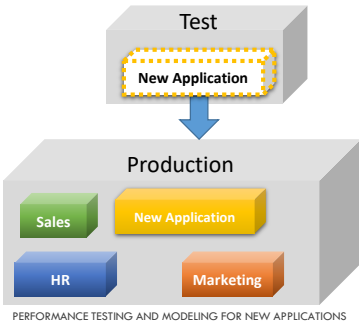 Test
New Application
Production
Sales
New Application
HR
Marketing
PERFORMANCE TESTING AND MODELING FOR NEW APPLICATIONS